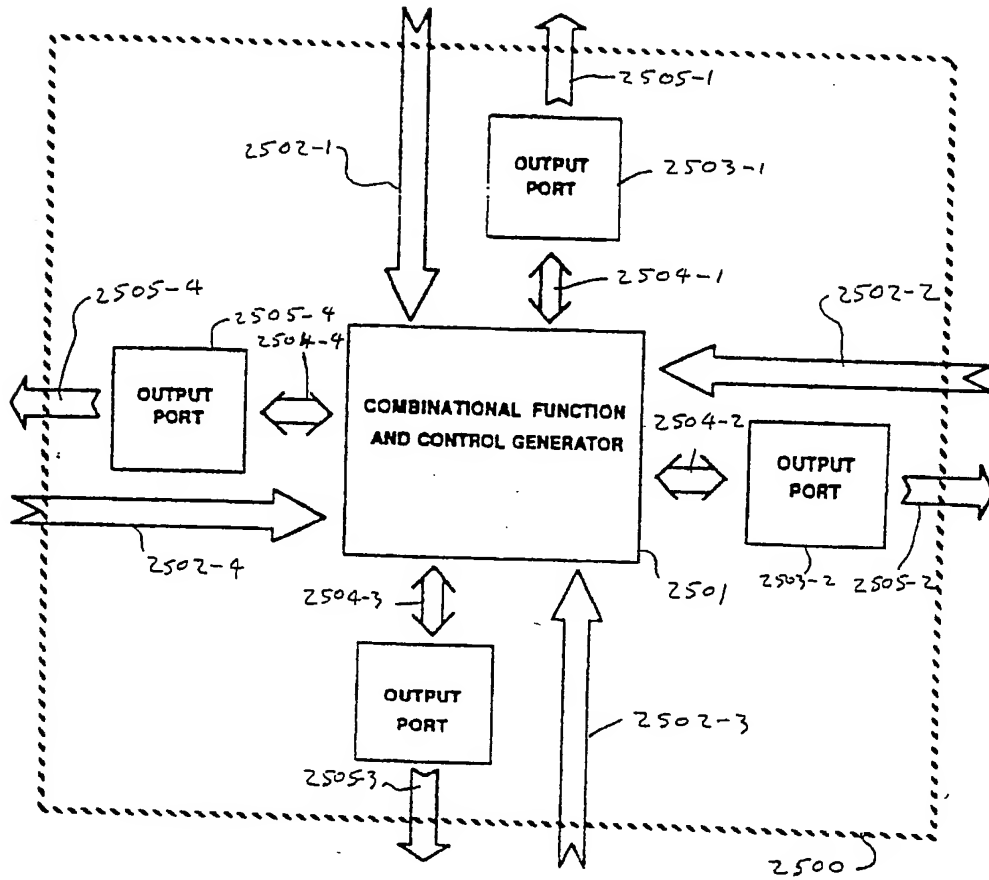 2505-1
2502-1
OUTPUT
PORT
2503-1
2504-1
2505-4
2502-2
2505-4
2504-4
OUTPUT
PORT
COMBINATIONAL FUNCTION
AND CONTROL GENERATOR
2504-2
OUTPUT
PORT
2502-4
2504-3
2501
2503-2
2505-2
OUTPUT
PORT
2502-3
2505-3
2500